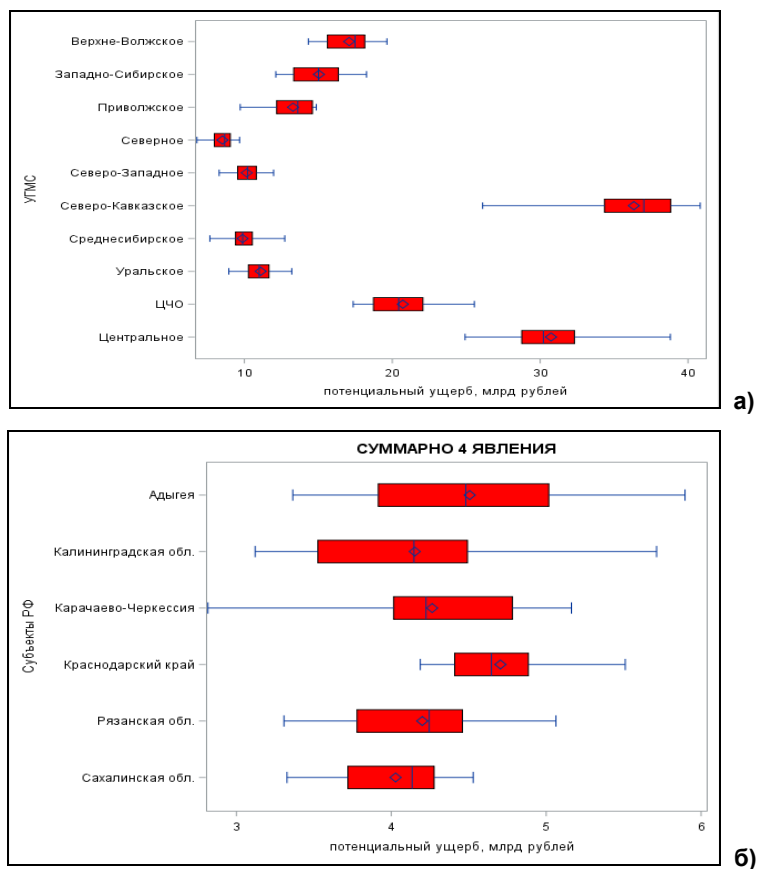 Верхне-Волжское
Западно-Сибирское
Приволжское
Северное
Северо-Западное
Северо-Кавказское
Среднесибирское
Уральское
ЦЧО
Центральное
УГМС
10 20 30 40
потенциальный ущерб, млрд рублей
а)
СУММАРНО 4 ЯВЛЕНИЯ
Адыгея
Калининградская обл.
Карачаево-Черкессия
Краснодарский край
Рязанская обл.
Сахалинская обл.
Субъекты РФ
3 4 5 6
потенциальный ущерб, млрд рублей
б)